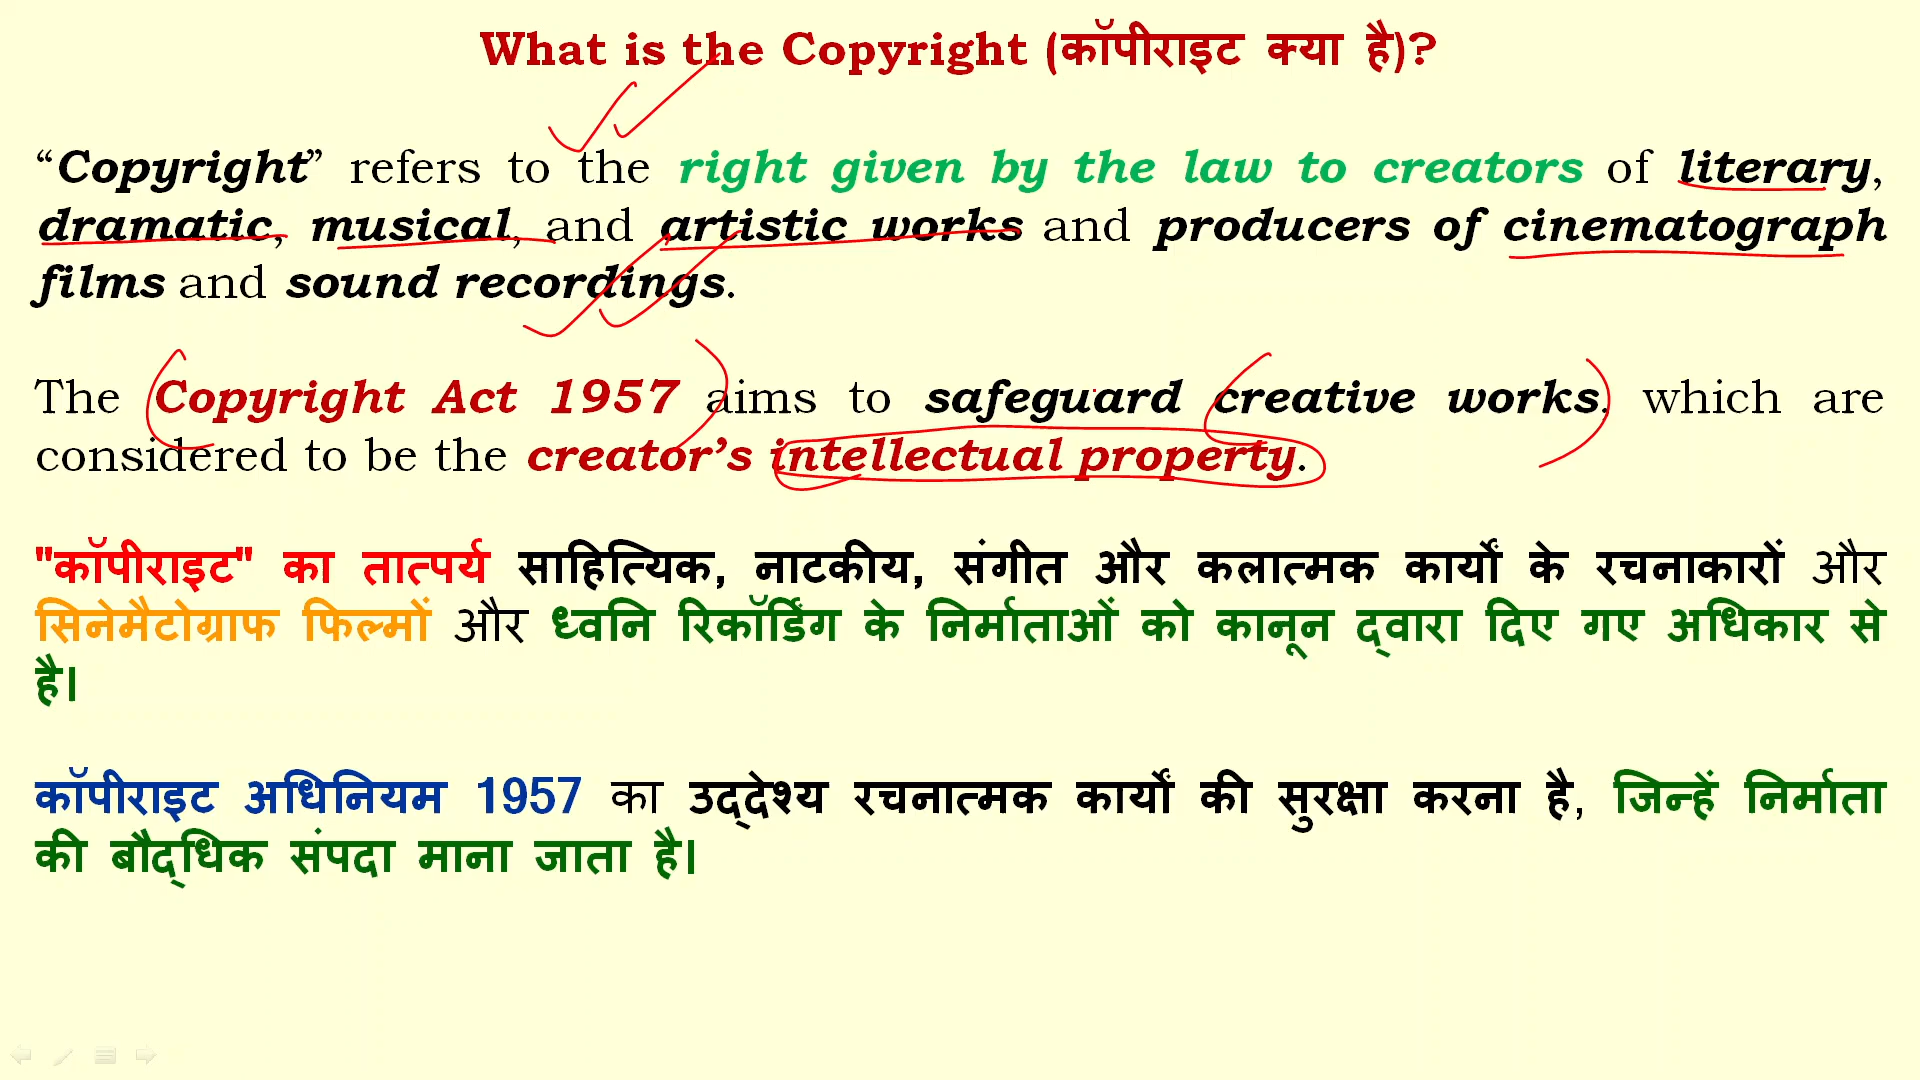 What is the Copyright (कॉपीराइट क्या है)?
“Copyright” refers to the right given by the law to creators of literary,
dramatic, musical, and artistic works and producers of cinematograph
films and sound recordings.
The Copyright Act 1957 aims to safeguard creative works. which are
considered to be the creator’s intellectual property.
"कॉपीराइट" का तात्पर्य साहित्यिक, नाटकीय, संगीत और कलात्मक कार्यों के रचनाकारों और
सिनेमैटोग्राफ फिल्मों और ध्वनि रिकॉर्डिंग के निर्माताओं को कानून द्वारा दिए गए अधिकार से
है।
कॉपीराइट अधिनियम 1957 का उद्देश्य रचनात्मक कार्यों की सुरक्षा करना है, जिन्हें निर्माता
की बौद्धिक संपदा माना जाता है।